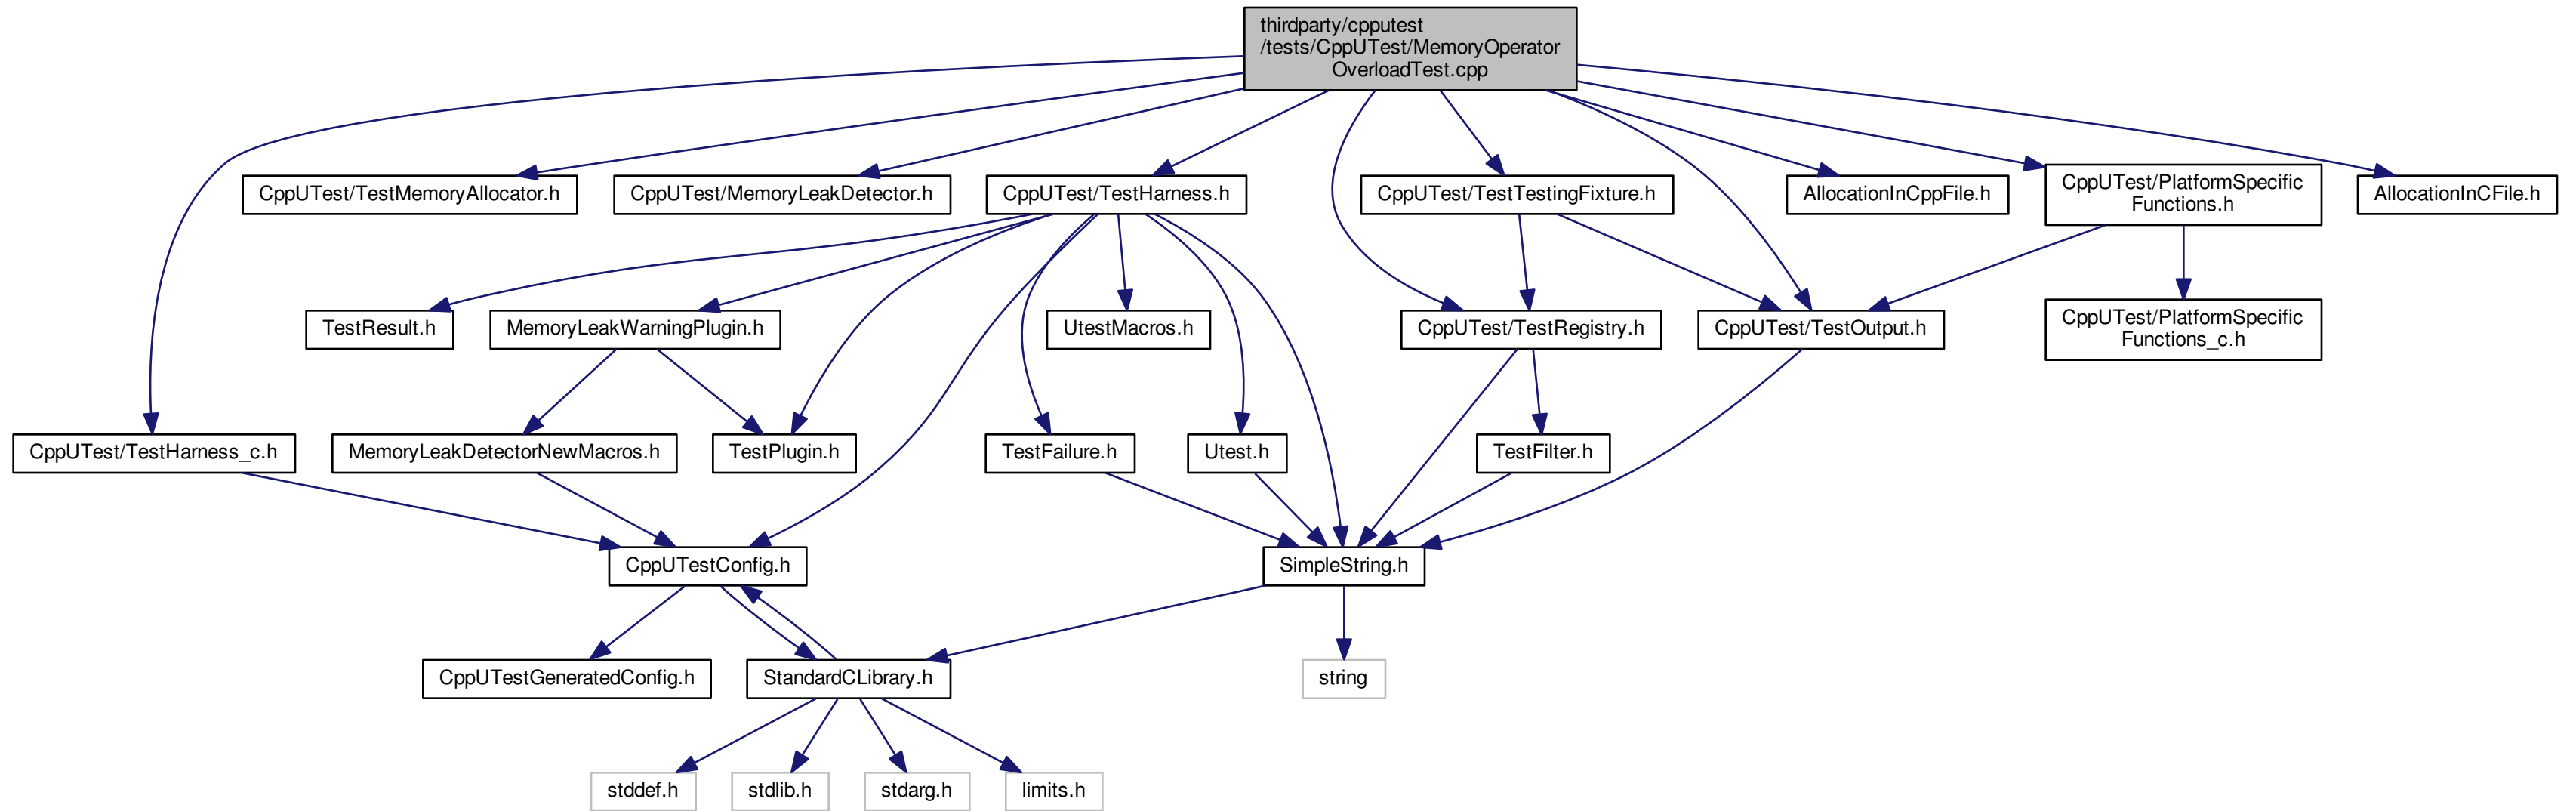 thirdparty/cpputest
/tests/CppUTest/MemoryOperator
OverloadTest.cpp
CppUTest/TestMemoryAllocator.h
CppUTest/MemoryLeakDetector.h
CppUTest/TestHarness.h
CppUTest/TestTestingFixture.h
AllocationInCppFile.h
CppUTest/PlatformSpecific
Functions.h
AllocationInCFile.h
TestResult.h
MemoryLeakWarningPlugin.h
UtestMacros.h
CppUTest/TestRegistry.h
CppUTest/TestOutput.h
CppUTest/PlatformSpecific
Functions_c.h
CppUTest/TestHarness_c.h
MemoryLeakDetectorNewMacros.h
TestPlugin.h
TestFailure.h
Utest.h
TestFilter.h
CppUTestConfig.h
SimpleString.h
CppUTestGeneratedConfig.h
StandardCLibrary.h
string
stddef.h
stdlib.h
stdarg.h
limits.h